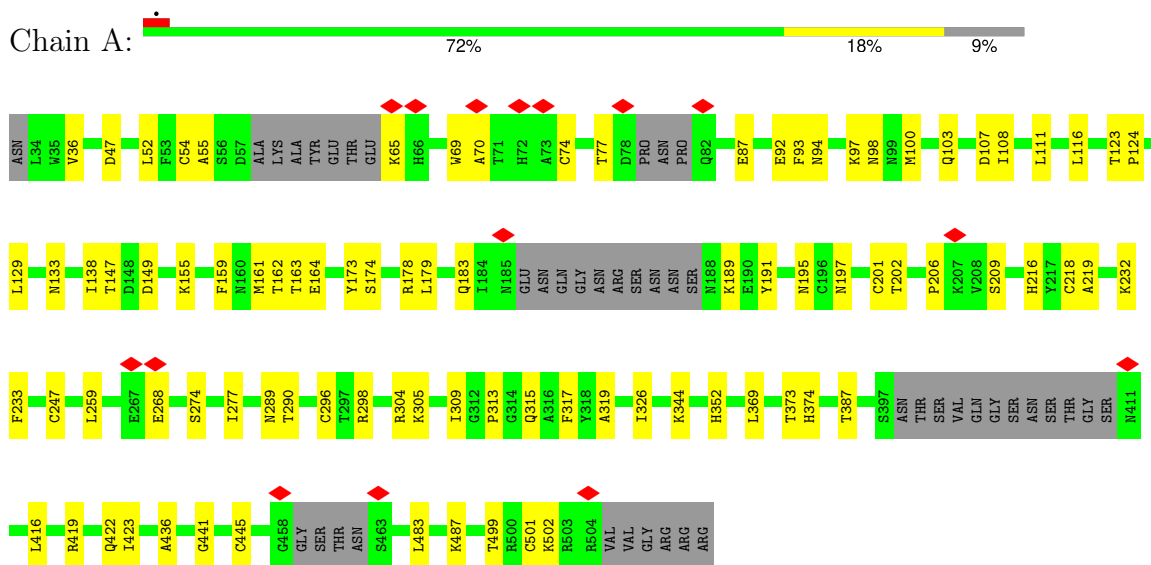 Chain A:
72% 18% 9%
ASN L34 W35 V36 D47 L52 F53 C54 A55 S56 D57 ALA LYS ALA TYR GLU THR GLU K65 H66 W69 A70 T71 H72 A73 C74 T77 D78 PRO ASN PRO Q82 E87 E92 F93 N94 K97 N98 N99 M100 Q103 D107 I108 L111 L116 T123 P124
L129 N133 I138 T147 D148 D149 K155 F159 N160 M161 T162 T163 E164 Y173 S174 R178 L179 Q183 I184 N185 GLU ASN GLN GLY ASN ARG SER ASN ASN SER N188 K189 E190 Y191 N195 C196 N197 C201 T202 P206 K207 V208 S209 H216 Y217 C218 A219 K232
F233 C247 L259 E267 E268 S274 I277 N289 T290 C296 T297 R298 R304 K305 I309 G312 P313 G314 Q315 A316 F317 Y318 A319 I326 K344 H352 L369 T373 H374 T387 S397 ASN THR SER VAL GLN GLY SER ASN SER THR GLY SER N411
L416 R419 Q422 I423 A436 G441 C445 G458 GLY SER THR ASN S463 L483 K487 T499 R500 C501 K502 R503 R504 VAL VAL GLY ARG ARG ARG